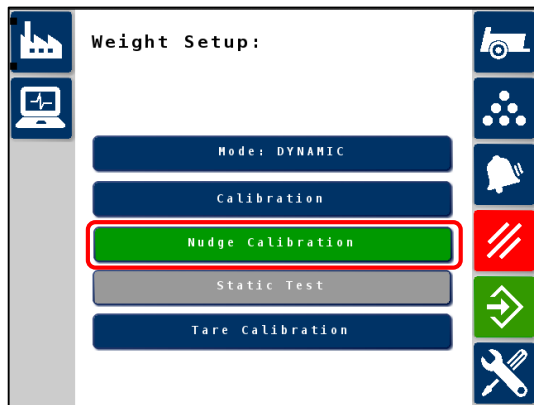 Weight Setup:
Mode: DYNAMIC
Calibration
Nudge Calibration
Static Test
Tare Calibration